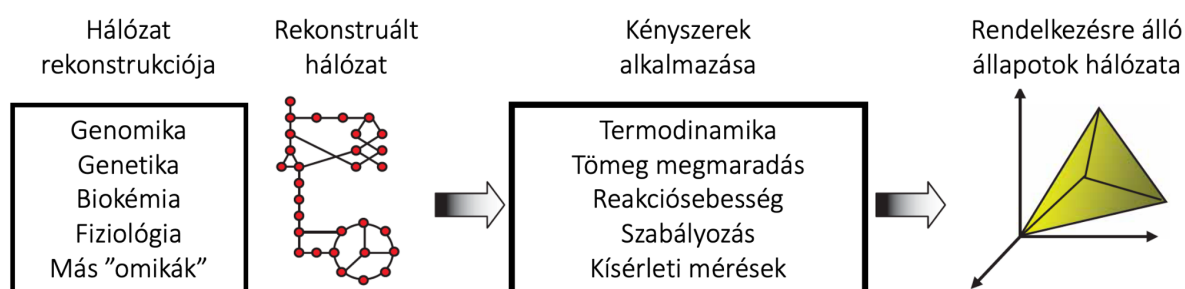 Hálózat
rekonstrukciója
Genomika
Genetika
Biokémia
Fiziológia
Más ”omikák”
Rekonstruált
hálózat
Kényszerek
alkalmazása
Termodinamika
Tömeg megmaradás
Reakciósebesség
Szabályozás
Kísérleti mérések
Rendelkezésre álló
állapotok hálózata